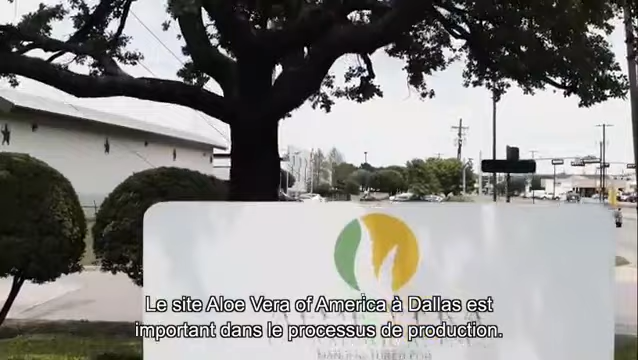 Le site Aloe Vera of America à Dallas est
important dans le processus de production.